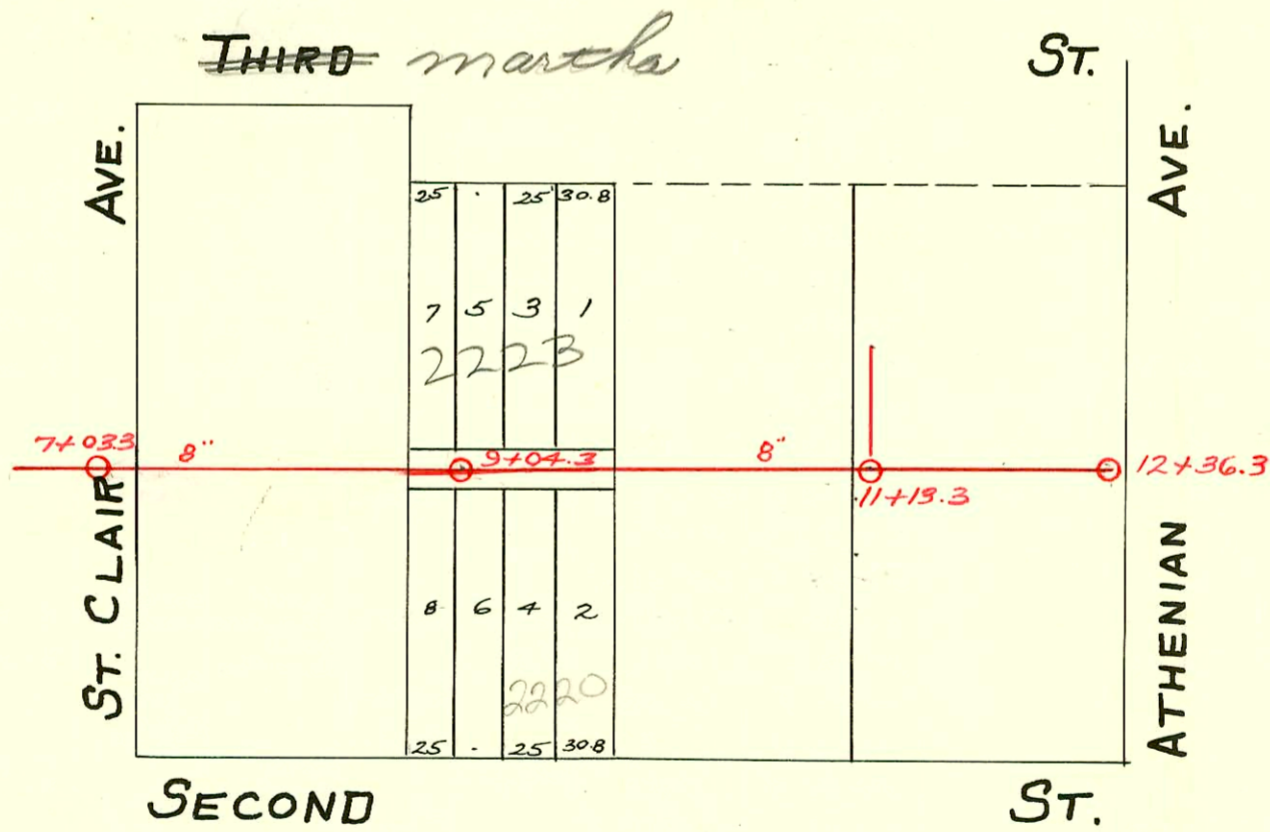 THIRD martha ST.
AVE.
AVE.
25 . 25 30.8
7 5 3 1
2223
7+03.3
8"
9+04.3
8"
12+36.3
11+13.3
ST. CLAIR
ATHENIAN
8 6 4 2
2220
25 . 25 30.8
SECOND ST.